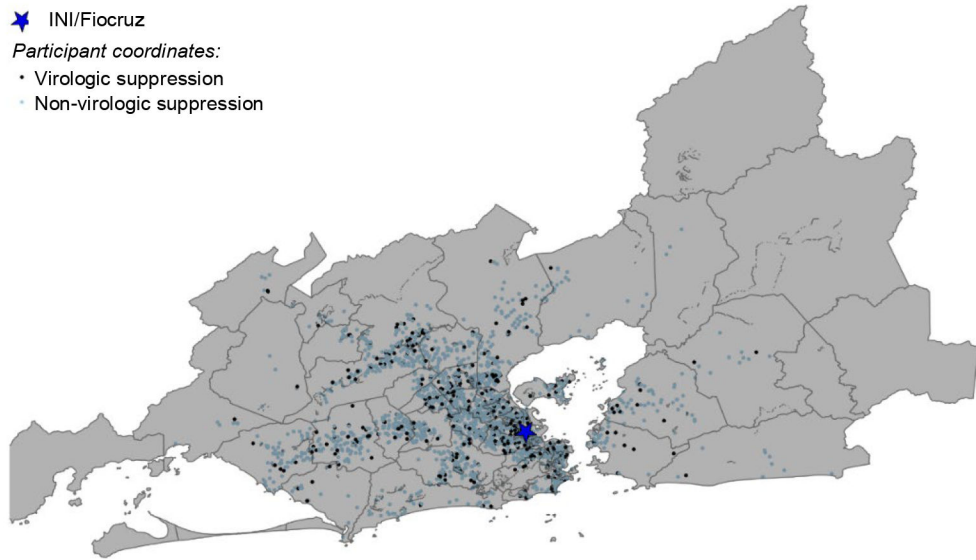 INI/Fiocruz
Participant coordinates:
Virologic suppression
Non-virologic suppression